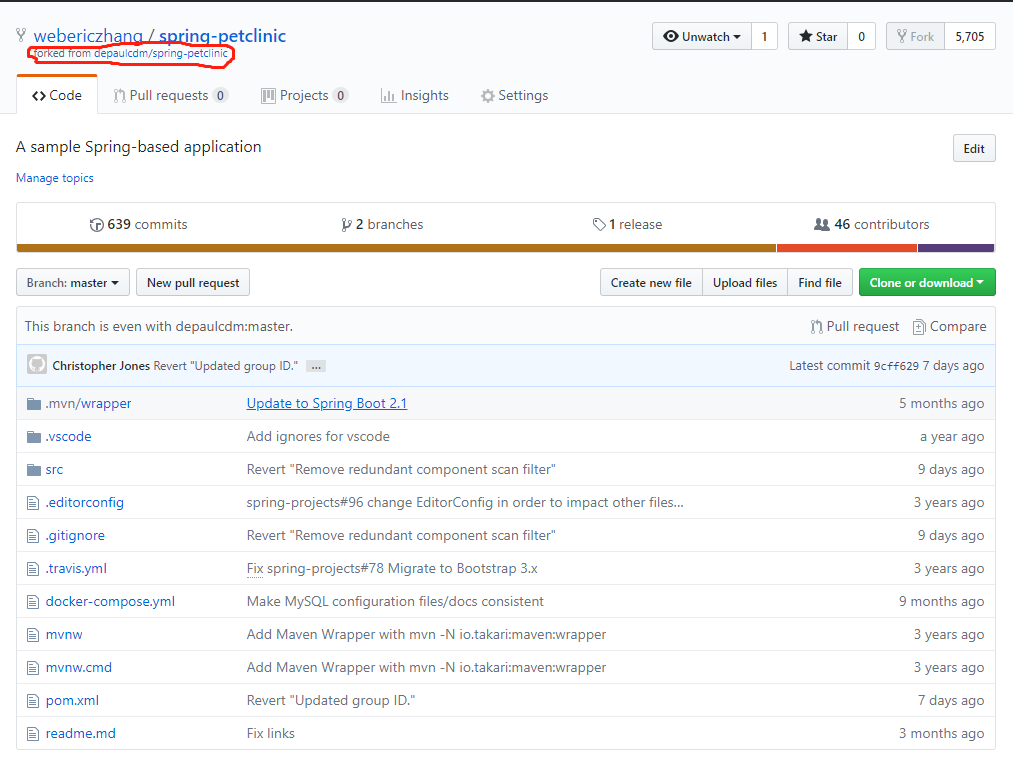 webericzhang / spring-petclinic
forked from depaulcdm/spring-petclinic
Unwatch 1 Star 0 Fork 5,705
Code Pull requests 0 Projects 0 Insights Settings
A sample Spring-based application Edit
Manage topics
639 commits 2 branches 1 release 46 contributors
Branch: master New pull request Create new file Upload files Find file Clone or download
This branch is even with depaulcdm:master. Pull request Compare
Christopher Jones Revert "Updated group ID." … Latest commit 9cff629 7 days ago
.mvn/wrapper Update to Spring Boot 2.1 5 months ago
.vscode Add ignores for vscode a year ago
src Revert "Remove redundant component scan filter" 9 days ago
.editorconfig spring-projects#96 change EditorConfig in order to impact other files… 3 years ago
.gitignore Revert "Remove redundant component scan filter" 9 days ago
.travis.yml Fix spring-projects#78 Migrate to Bootstrap 3.x 3 years ago
docker-compose.yml Make MySQL configuration files/docs consistent 9 months ago
mvnw Add Maven Wrapper with mvn -N io.takari:maven:wrapper 3 years ago
mvnw.cmd Add Maven Wrapper with mvn -N io.takari:maven:wrapper 3 years ago
pom.xml Revert "Updated group ID." 7 days ago
readme.md Fix links 3 months ago